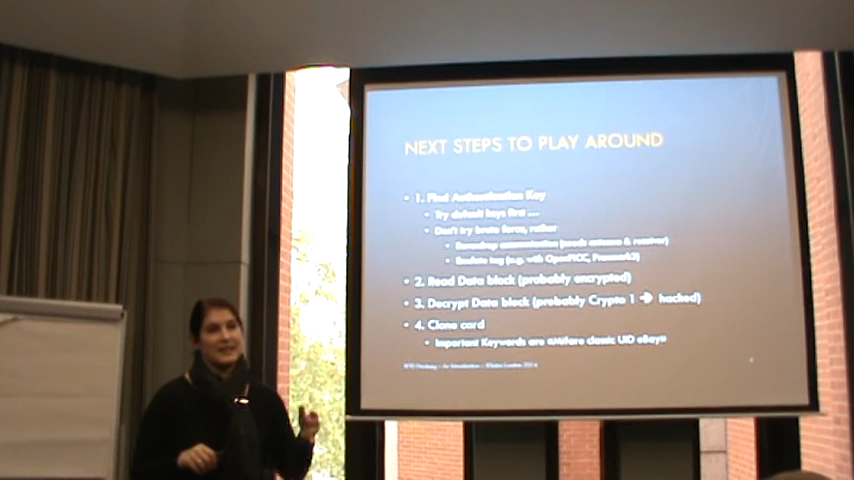 NEXT STEPS TO PLAY AROUND
• 1. Find Authentication Key
• Try default keys first ...
• Don't try brute force, rather
• Eavesdrop communication (needs antenna & receiver)
• Emulate tag (e.g. with OpenPICC, Proxmark3)
• 2. Read Data block (probably encrypted)
• 3. Decrypt Data block (probably Crypto 1 → hacked)
• 4. Clone card
• Important Keywords are «Mifare classic UID eBay»